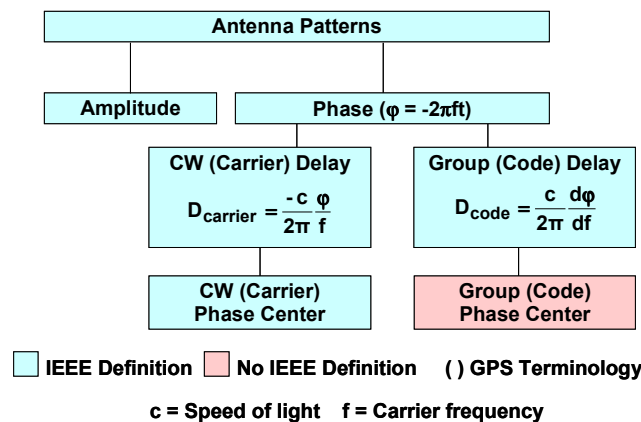 Antenna Patterns
Amplitude
Phase (φ = -2πft)
CW (Carrier) Delay
D_carrier = -c/2π φ/f
Group (Code) Delay
D_code = c/2π dφ/df
CW (Carrier)
Phase Center
Group (Code)
Phase Center
IEEE Definition No IEEE Definition ( ) GPS Terminology
c = Speed of light f = Carrier frequency